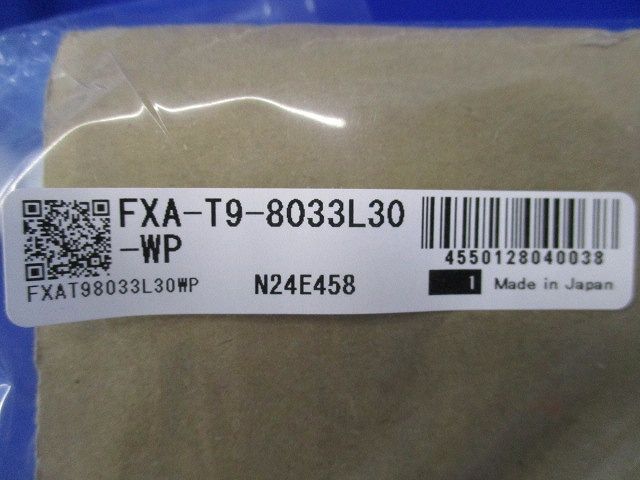 FXA-T9-8033L30
-WP
FXAT98033L30WP
N24E458
4550128040038
1
Made in Japan